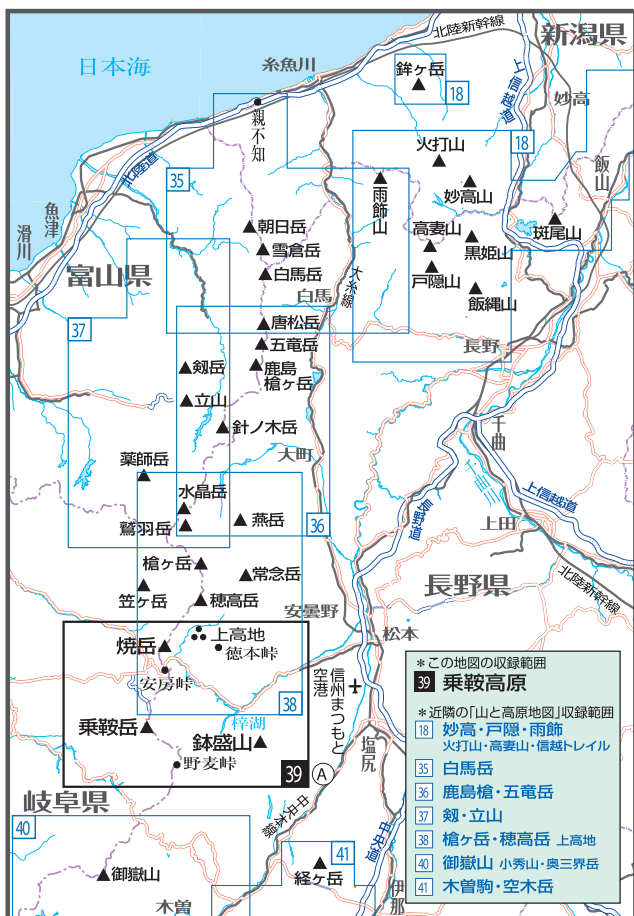 新潟県
北陸新幹線
日本海
糸魚川
鉾ヶ岳
18
上信越道
妙高
親不知
火打山
18
飯山
北陸道
35
雨飾山
妙高山
魚津
朝日岳
高妻山
斑尾山
滑川
雪倉岳
黒姫山
富山県
白馬岳
大糸線
戸隠山
白馬
飯縄山
37
唐松岳
五竜岳
長野
剱岳
鹿島
槍ヶ岳
立山
針ノ木岳
千曲
大町
薬師岳
千曲川
上信越道
水晶岳
長野道
鷲羽岳
燕岳
36
上田
槍ヶ岳
常念岳
北陸新幹線
笠ヶ岳
穂高岳
長野県
安曇野
上高地
松本
焼岳
徳本峠
安房峠
信州まつもと
空港
38
梓湖
乗鞍岳
鉢盛山
塩尻
野麦峠
39
A
岐阜県
中央本線
中央道
40
41
御嶽山
経ヶ岳
木曽
伊那
*この地図の収録範囲
39 乗鞍高原
*近隣の「山と高原地図」収録範囲
18 妙高・戸隠・雨飾
火打山・高妻山・信越トレイル
35 白馬岳
36 鹿島槍・五竜岳
37 剱・立山
38 槍ヶ岳・穂高岳 上高地
40 御嶽山 小秀山・奥三界岳
41 木曽駒・空木岳